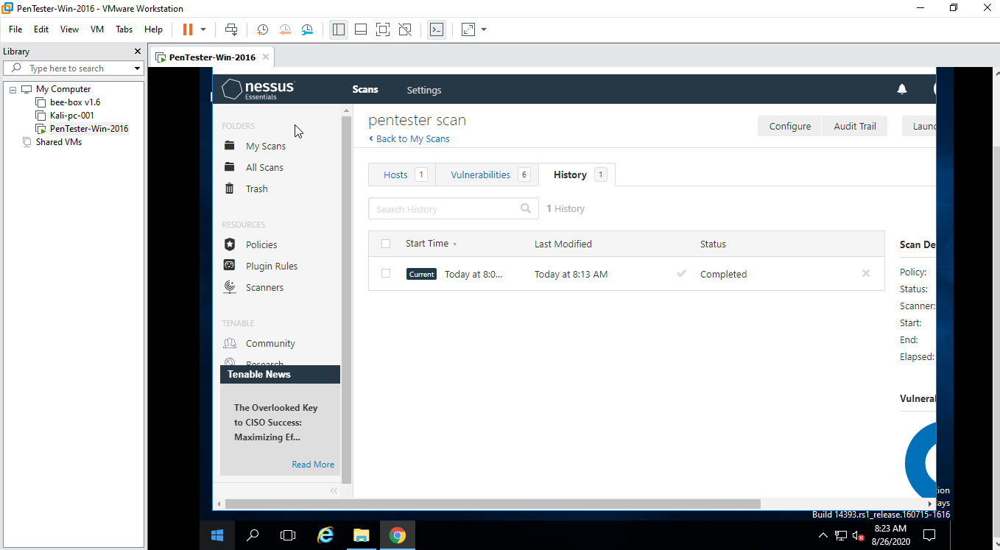 PenTester-Win-2016 - VMware Workstation
File Edit View VM Tabs Help
Library
Type here to search
My Computer
bee-box v1.6
Kali-pc-001
PenTester-Win-2016
Shared VMs
PenTester-Win-2016
nessus
Essentials
Scans Settings
FOLDERS
My Scans
All Scans
Trash
RESOURCES
Policies
Plugin Rules
Scanners
TENABLE
Community
Research
Tenable News
The Overlooked Key
to CISO Success:
Maximizing Ef...
Read More
pentester scan
Back to My Scans
Configure Audit Trail Launc
Hosts 1 Vulnerabilities 6 History 1
Search History 1 History
Start Time Last Modified Status
Current Today at 8:0... Today at 8:13 AM Completed
Scan De
Policy:
Status:
Scanner:
Start:
End:
Elapsed:
Vulnera
tion
ays
Build 14393.rs1_release.160715-1616
8:23 AM
8/26/2020